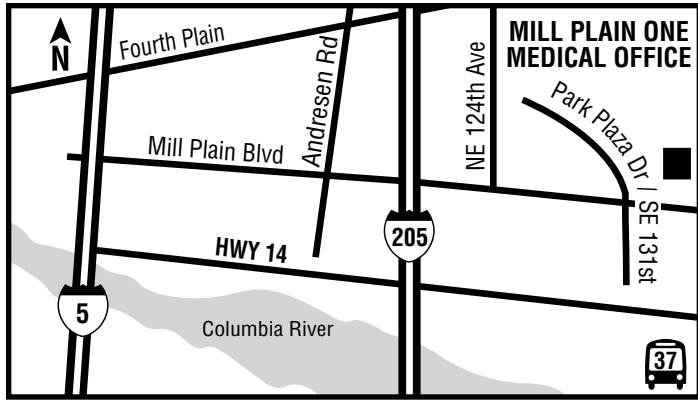 MILL PLAIN ONE
MEDICAL OFFICE
N
Fourth Plain
Andresen Rd
NE 124th Ave
Park Plaza Dr / SE 131st
Mill Plain Blvd
205
HWY 14
5
Columbia River
37